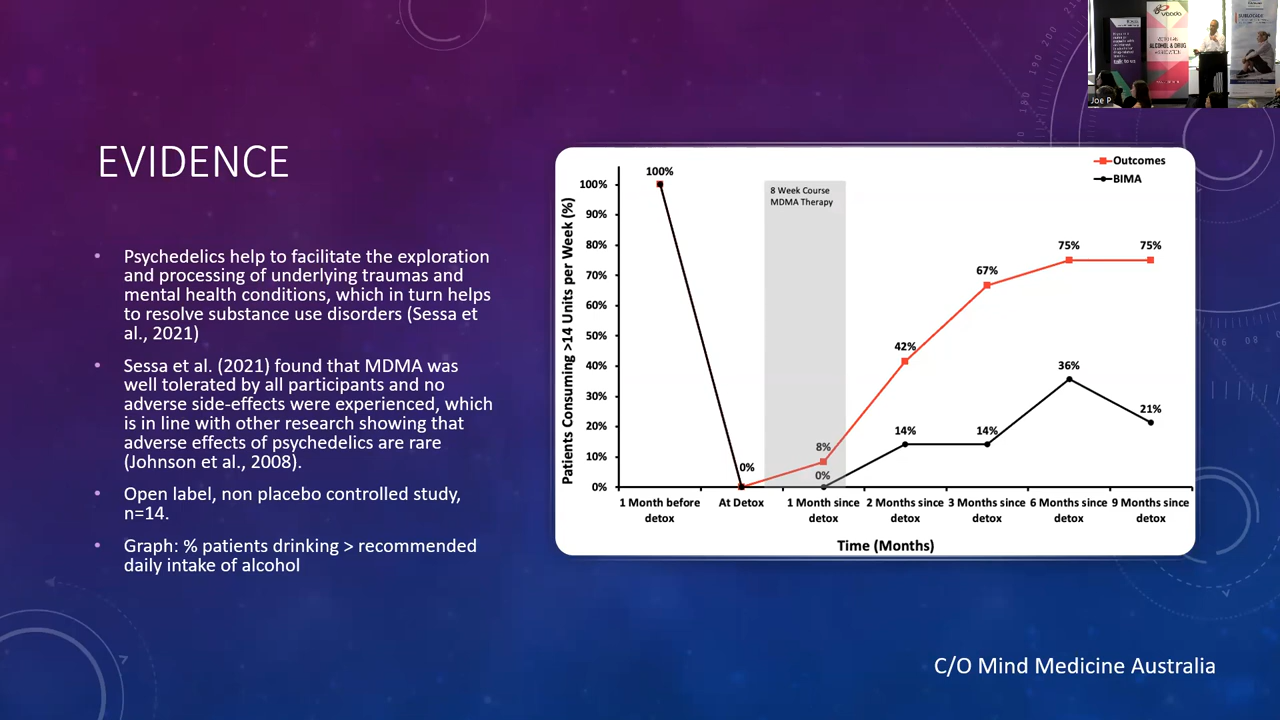 EVIDENCE
• Psychedelics help to facilitate the exploration
and processing of underlying traumas and
mental health conditions, which in turn helps
to resolve substance use disorders (Sessa et
al., 2021)
• Sessa et al. (2021) found that MDMA was
well tolerated by all participants and no
adverse side-effects were experienced, which
is in line with other research showing that
adverse effects of psychedelics are rare
(Johnson et al., 2008).
• Open label, non placebo controlled study,
n=14.
• Graph: % patients drinking > recommended
daily intake of alcohol
Patients Consuming >14 Units per Week (%)
100%
90%
80%
70%
60%
50%
40%
30%
20%
10%
0%
Outcomes
BIMA
8 Week Course
MDMA Therapy
100%
0%
8%
0%
42%
14%
67%
14%
75%
36%
75%
21%
1 Month before
detox
At Detox
1 Month since
detox
2 Months since
detox
3 Months since
detox
6 Months since
detox
9 Months since
detox
Time (Months)
C/O Mind Medicine Australia
vaada
ALCOHOL & DRUG
talk to us
Joe P